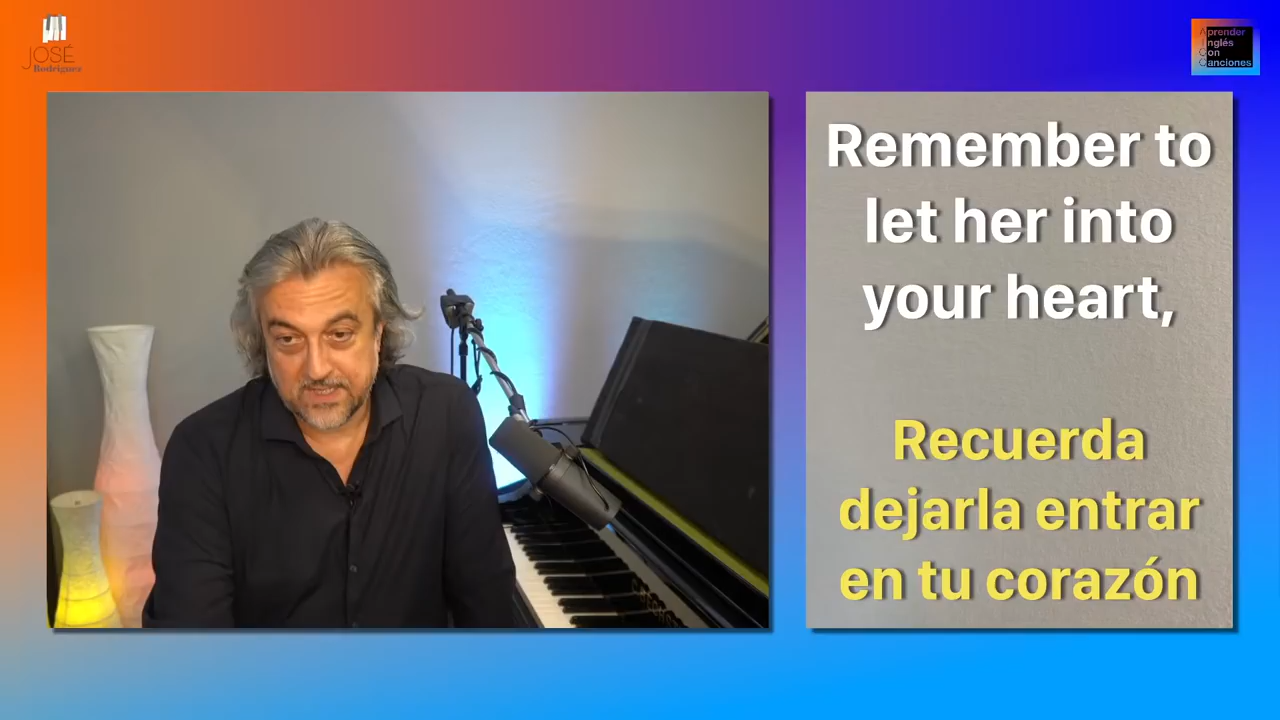 JOSÉ
Rodríguez
Aprender
Inglés
Con
Canciones
Remember to
let her into
your heart,
Recuerda
dejarla entrar
en tu corazón